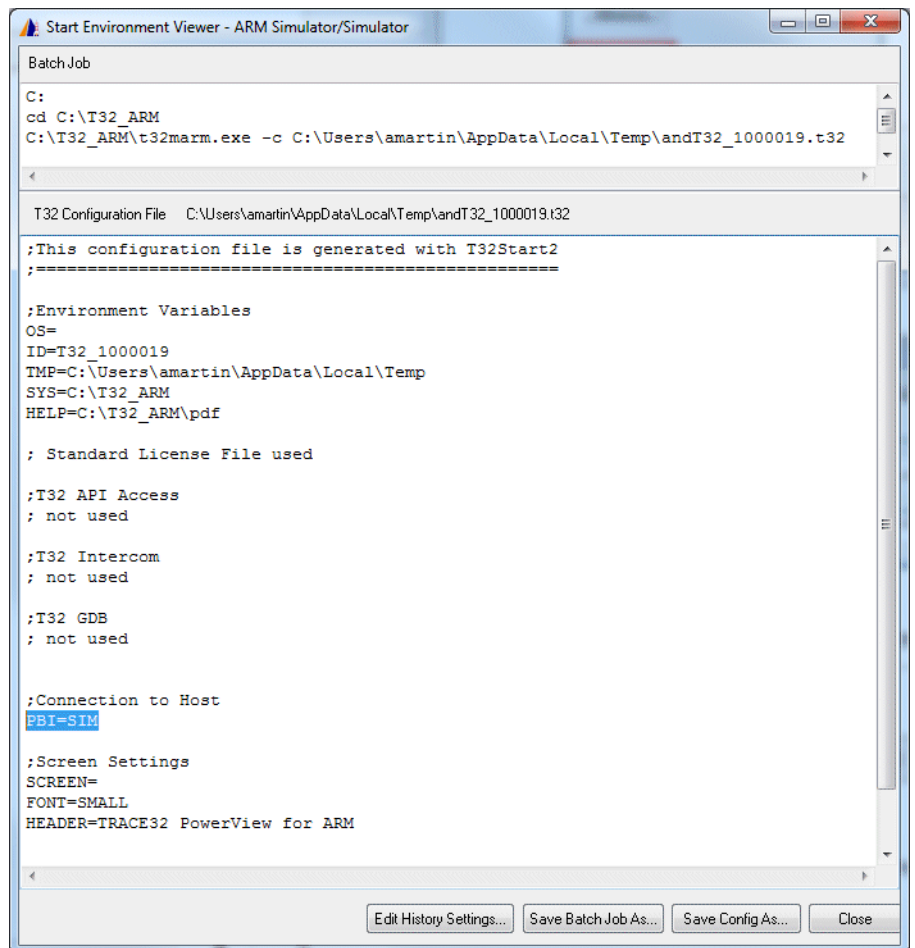 Start Environment Viewer - ARM Simulator/Simulator
Batch Job
C:
cd C:\T32_ARM
C:\T32_ARM\t32marm.exe -c C:\Users\amartin\AppData\Local\Temp\andT32_1000019.t32
T32 Configuration File C:\Users\amartin\AppData\Local\Temp\andT32_1000019.t32
;This configuration file is generated with T32Start2
;===================================================
;Environment Variables
OS=
ID=T32_1000019
TMP=C:\Users\amartin\AppData\Local\Temp
SYS=C:\T32_ARM
HELP=C:\T32_ARM\pdf
; Standard License File used
;T32 API Access
; not used
;T32 Intercom
; not used
;T32 GDB
; not used
;Connection to Host
PBI=SIM
;Screen Settings
SCREEN=
FONT=SMALL
HEADER=TRACE32 PowerView for ARM
Edit History Settings... Save Batch Job As... Save Config As... Close